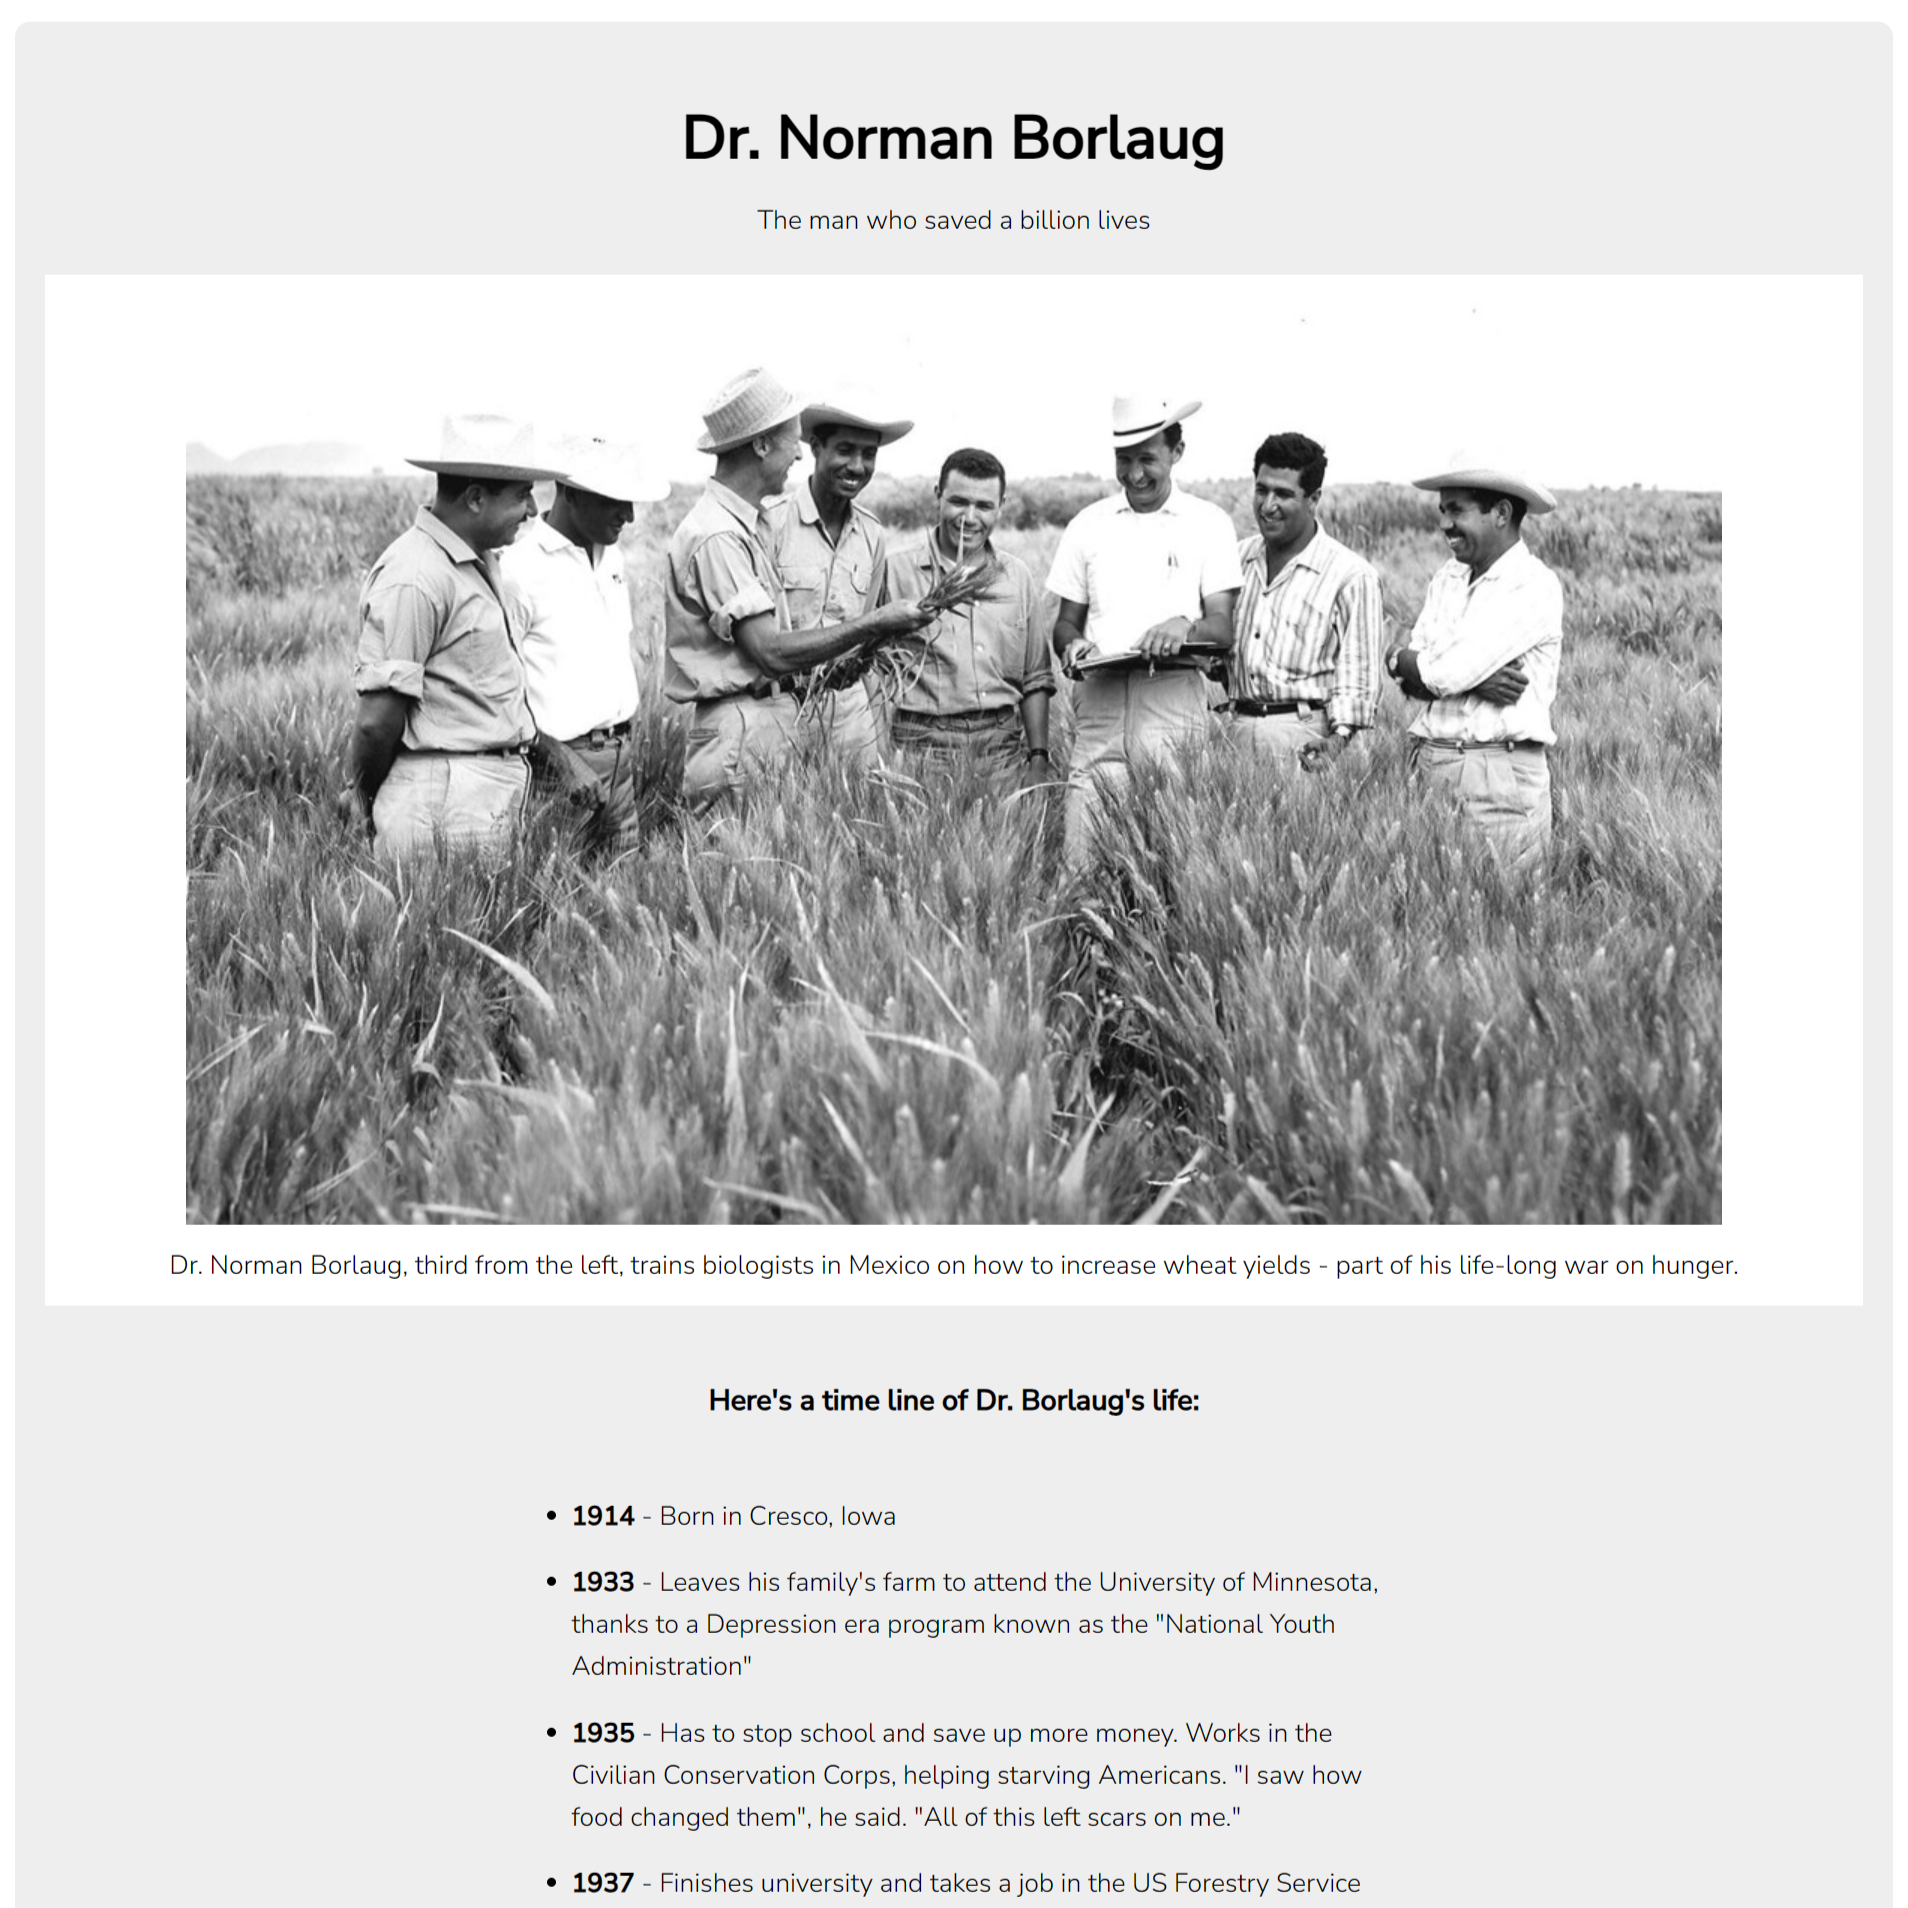 Dr. Norman Borlaug
The man who saved a billion lives
Dr. Norman Borlaug, third from the left, trains biologists in Mexico on how to increase wheat yields - part of his life-long war on hunger.
Here's a time line of Dr. Borlaug's life:
• 1914 - Born in Cresco, Iowa
• 1933 - Leaves his family's farm to attend the University of Minnesota,
thanks to a Depression era program known as the "National Youth
Administration"
• 1935 - Has to stop school and save up more money. Works in the
Civilian Conservation Corps, helping starving Americans. "I saw how
food changed them", he said. "All of this left scars on me."
• 1937 - Finishes university and takes a job in the US Forestry Service